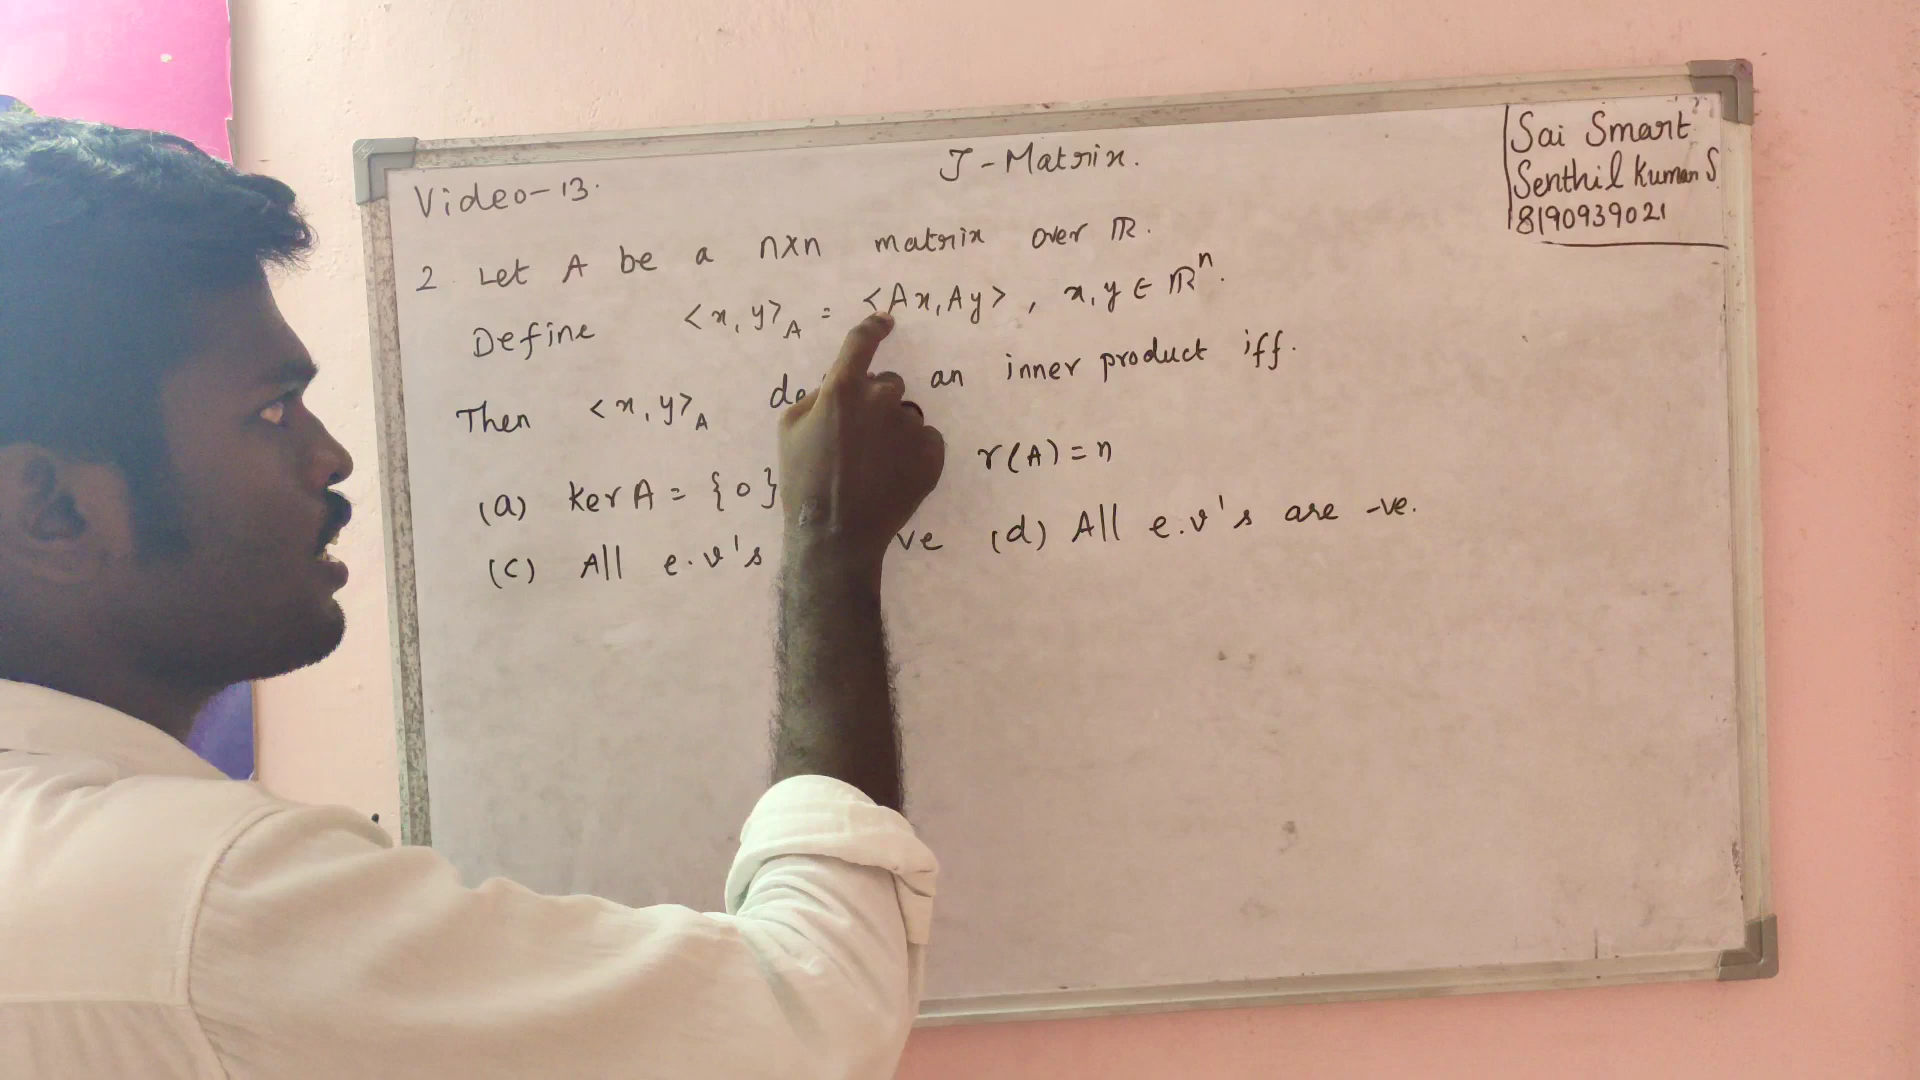 J-Matrix.
Sai Smart
Senthil Kumar S
8190939021
Video-13.
2. Let A be a n×n matrix over ℝ.
Define <x, y>_A = <Ax, Ay>, x, y ∈ ℝⁿ.
Then <x, y>_A an inner product iff.
(a) ker A = {0} r(A) = n
(c) All e.v's ve (d) All e.v's are -ve.